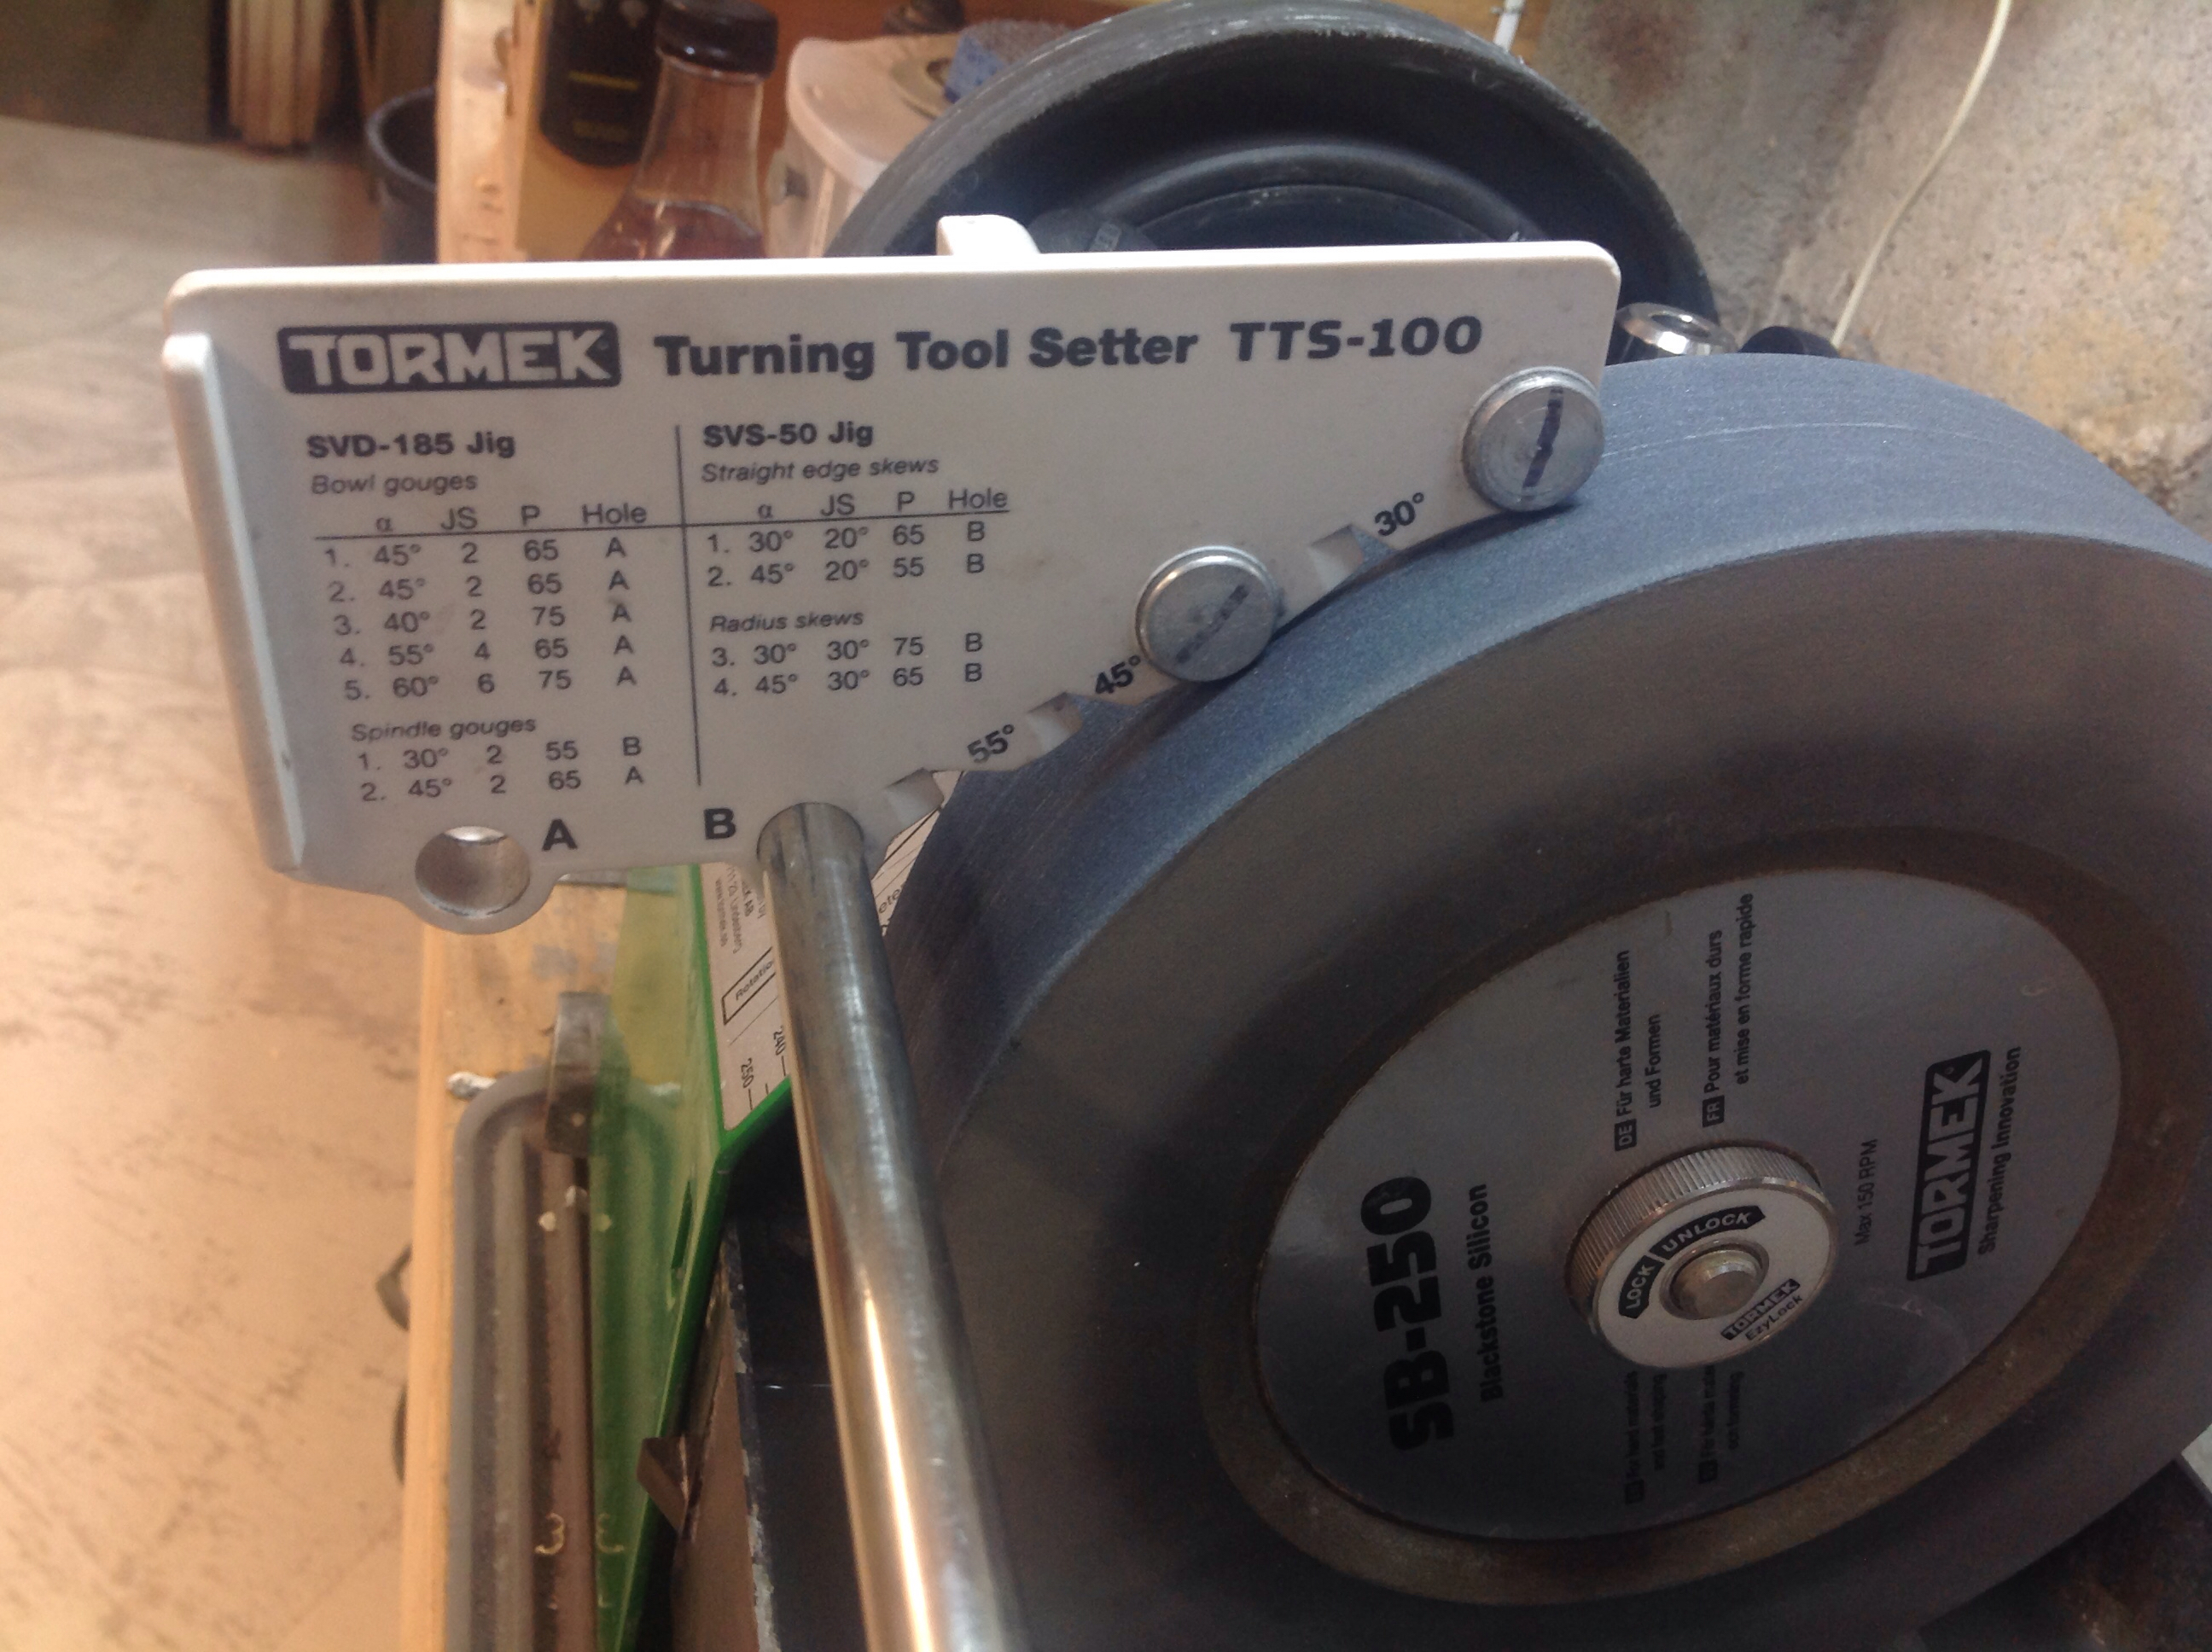 TORMEK Turning Tool Setter TTS-100
SVD-185 Jig
Bowl gouges
α JS P Hole
1. 45° 2 65 A
2. 45° 2 65 A
3. 40° 2 75 A
4. 55° 4 65 A
5. 60° 6 75 A
Spindle gouges
1. 30° 2 55 B
2. 45° 2 65 A
SVS-50 Jig
Straight edge skews
α JS P Hole
1. 30° 20° 65 B
2. 45° 20° 55 B
Radius skews
3. 30° 30° 75 B
4. 45° 30° 65 B
A
B
55°
45°
30°
240
230
SB-250
Blackstone Silicon
DE Für harte Materialien
und Formen
FR Pour matériaux durs
et mise en forme rapide
LOCK UNLOCK
TORMEK
EzyLock
Max 150 RPM
TORMEK
Sharpening innovation